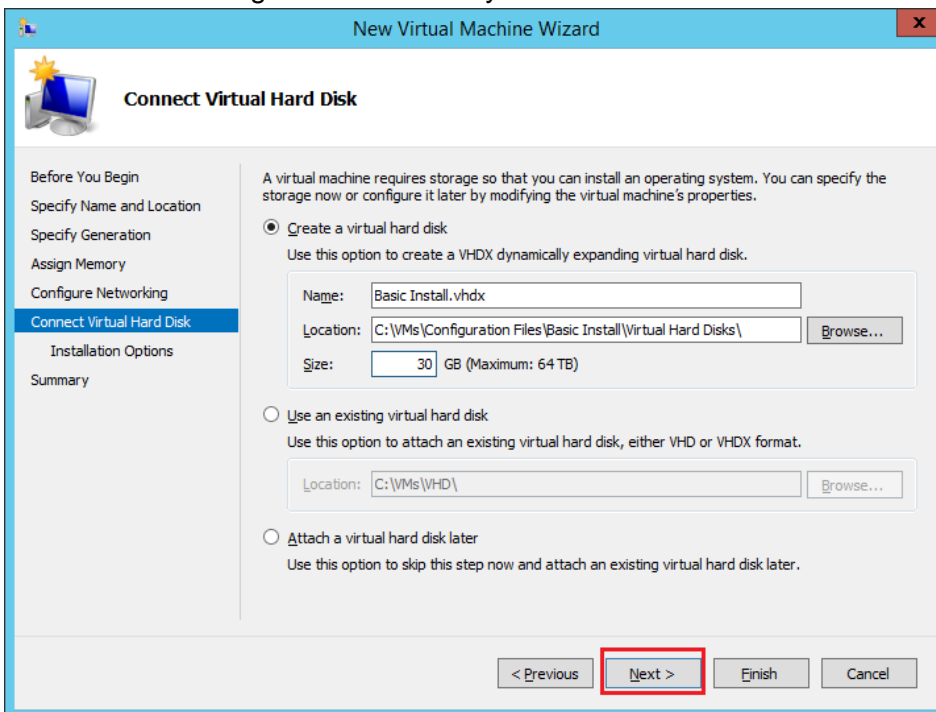 New Virtual Machine Wizard
x
Connect Virtual Hard Disk
Before You Begin
Specify Name and Location
Specify Generation
Assign Memory
Configure Networking
Connect Virtual Hard Disk
Installation Options
Summary
A virtual machine requires storage so that you can install an operating system. You can specify the
storage now or configure it later by modifying the virtual machine's properties.
Create a virtual hard disk
Use this option to create a VHDX dynamically expanding virtual hard disk.
Name: Basic Install.vhdx
Location: C:\VMs\Configuration Files\Basic Install\Virtual Hard Disks\ Browse...
Size: 30 GB (Maximum: 64 TB)
Use an existing virtual hard disk
Use this option to attach an existing virtual hard disk, either VHD or VHDX format.
Location: C:\VMs\VHD\ Browse...
Attach a virtual hard disk later
Use this option to skip this step now and attach an existing virtual hard disk later.
< Previous Next > Finish Cancel